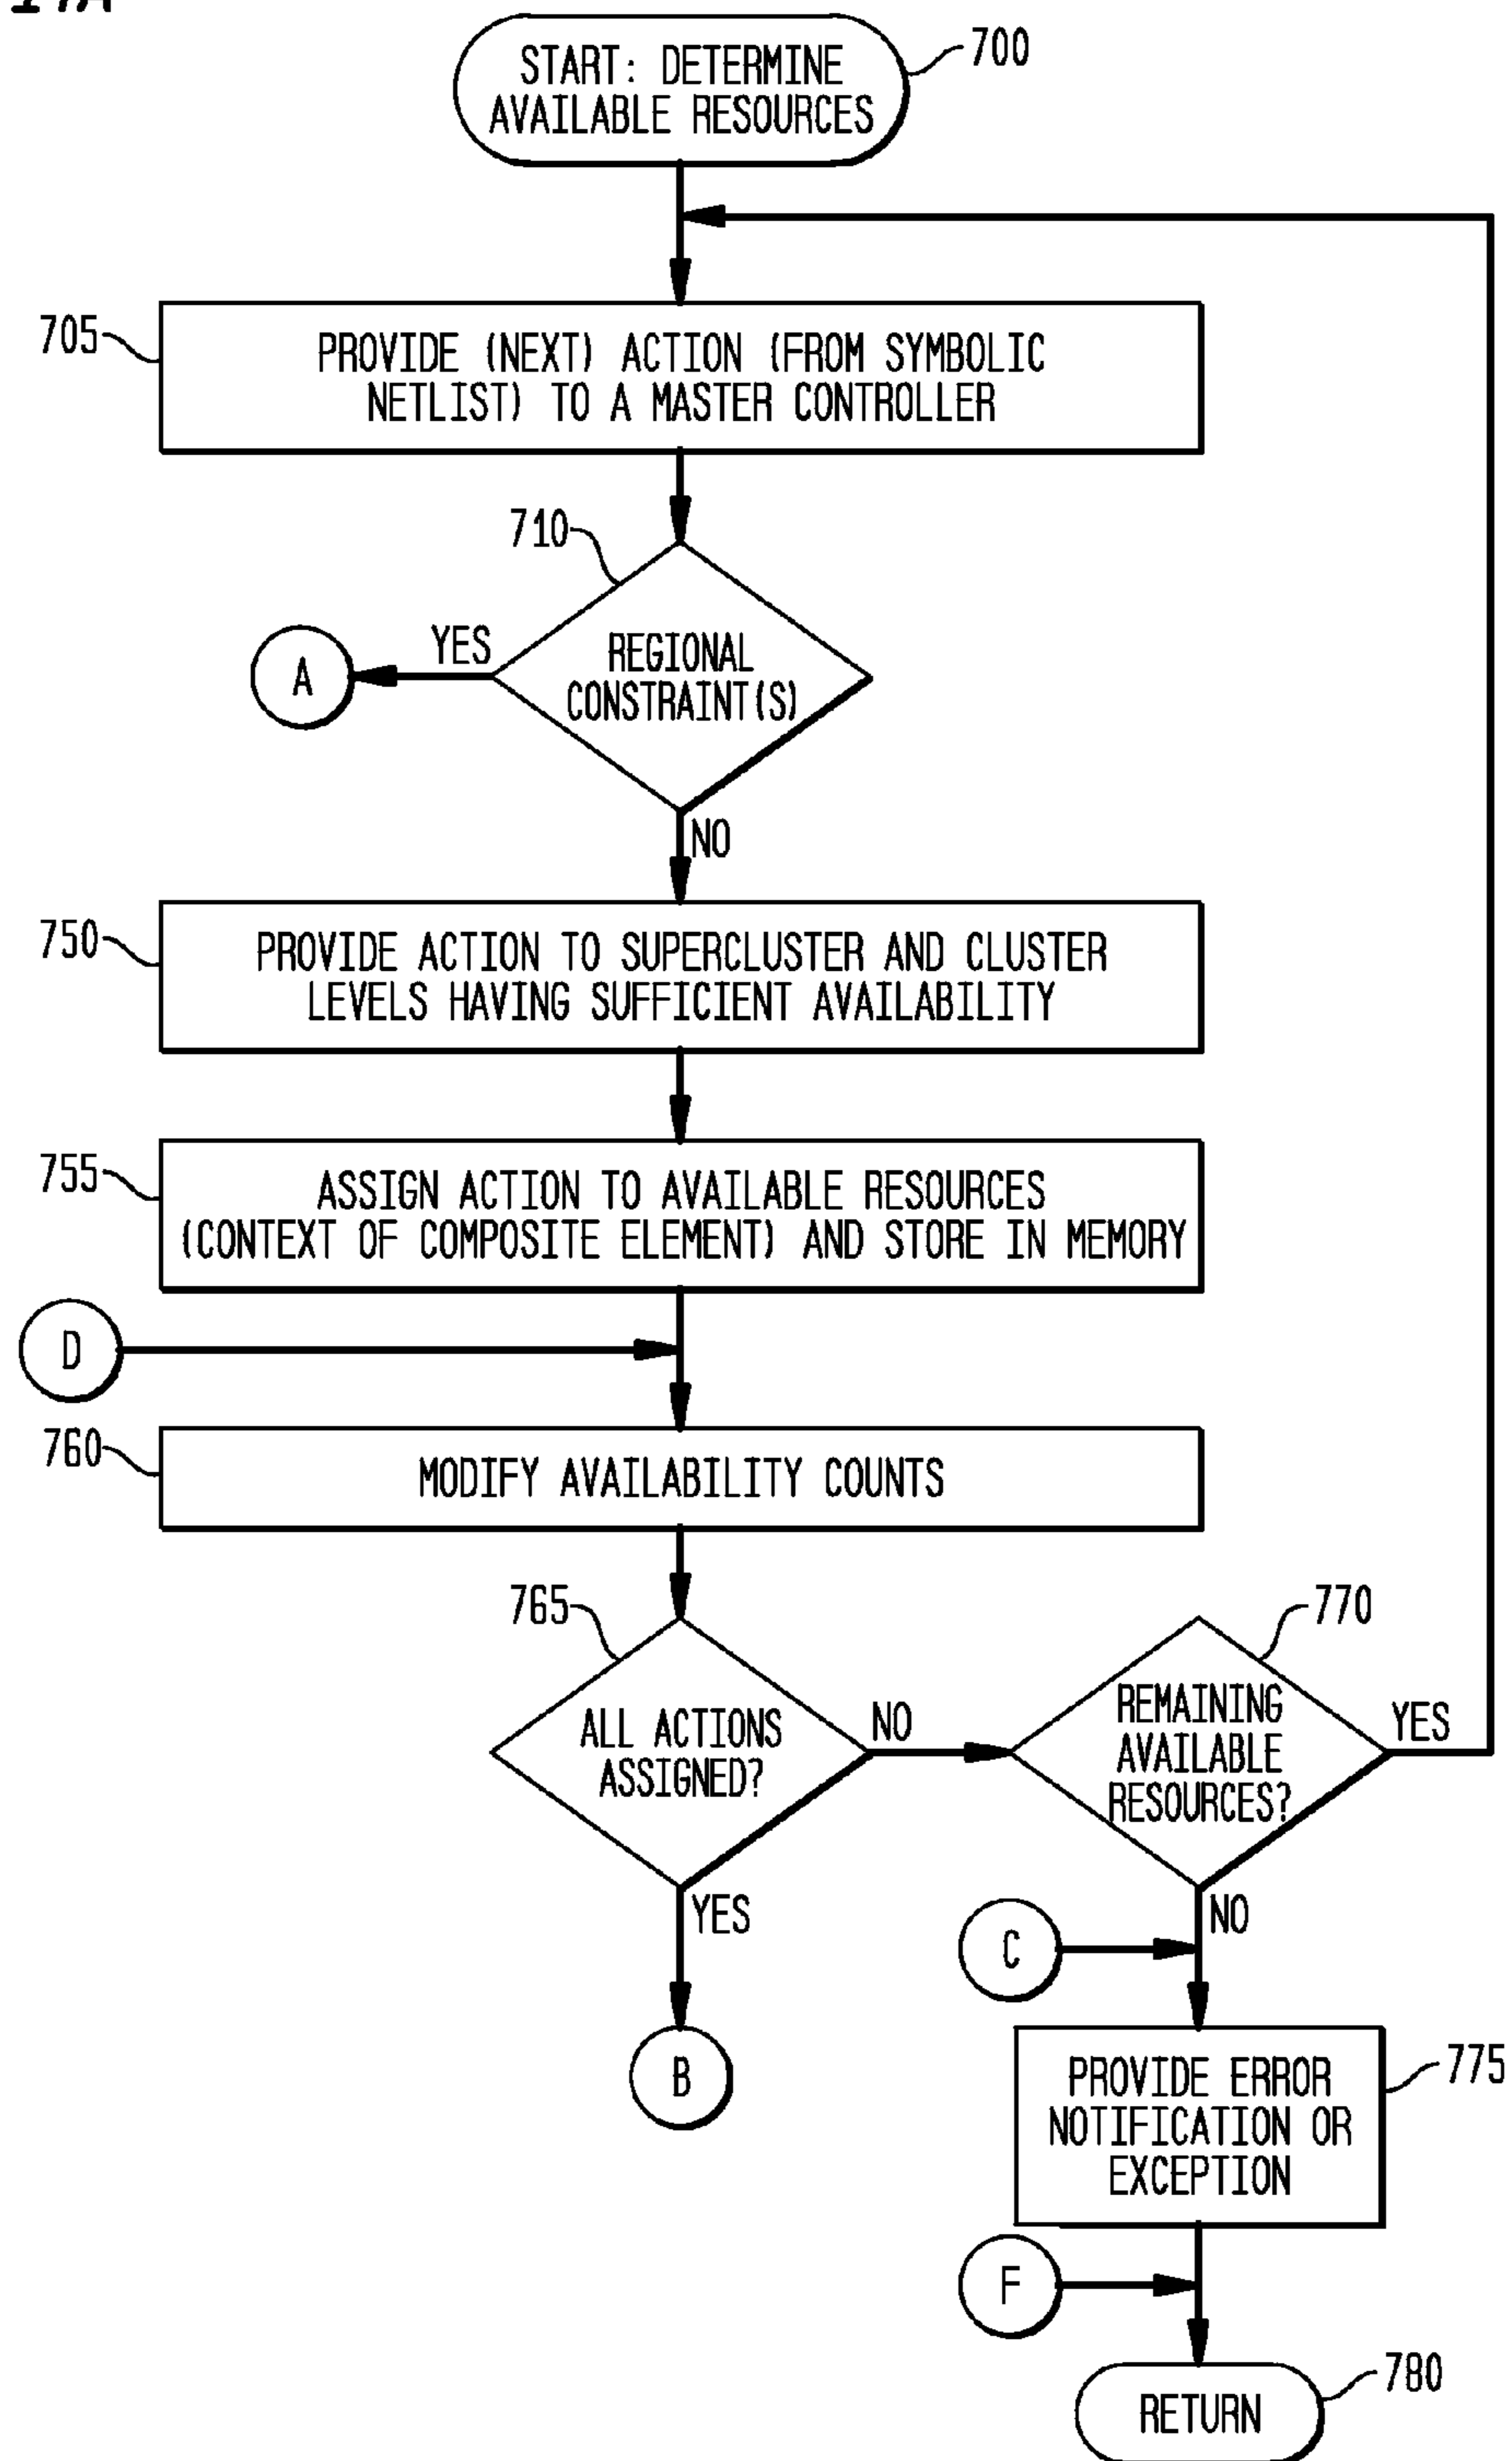 START: DETERMINE
AVAILABLE RESOURCES
700
705
PROVIDE (NEXT) ACTION (FROM SYMBOLIC
NETLIST) TO A MASTER CONTROLLER
710
REGIONAL
CONSTRAINT(S)
YES
A
NO
750
PROVIDE ACTION TO SUPERCLUSTER AND CLUSTER
LEVELS HAVING SUFFICIENT AVAILABILITY
755
ASSIGN ACTION TO AVAILABLE RESOURCES
(CONTEXT OF COMPOSITE ELEMENT) AND STORE IN MEMORY
D
760
MODIFY AVAILABILITY COUNTS
765
ALL ACTIONS
ASSIGNED?
NO
770
REMAINING
AVAILABLE
RESOURCES?
YES
YES
B
NO
C
775
PROVIDE ERROR
NOTIFICATION OR
EXCEPTION
F
780
RETURN